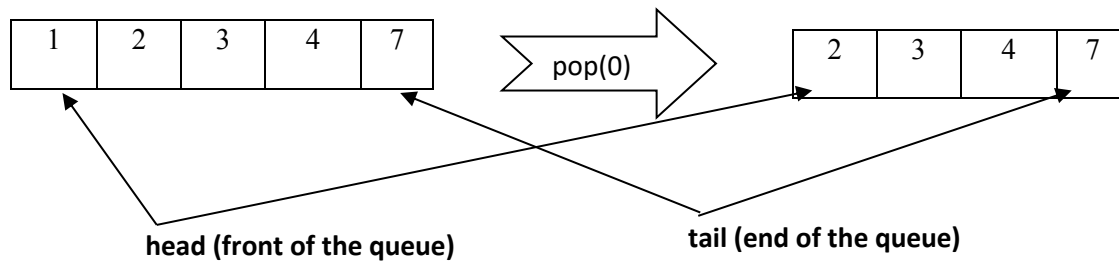 1 2 3 4 7
pop(0)
2 3 4 7
head (front of the queue)
tail (end of the queue)